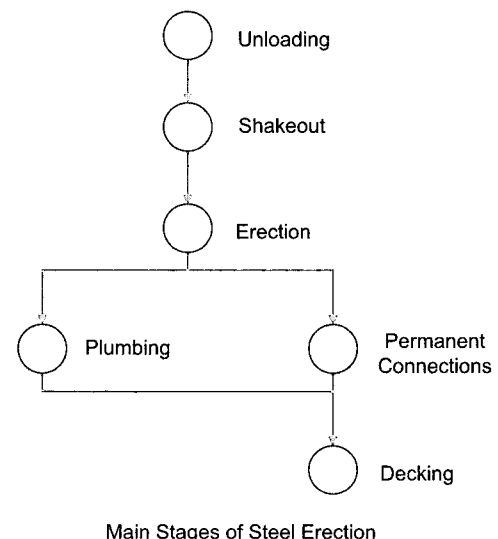 Unloading
Shakeout
Erection
Plumbing
Permanent
Connections
Decking
Main Stages of Steel Erection